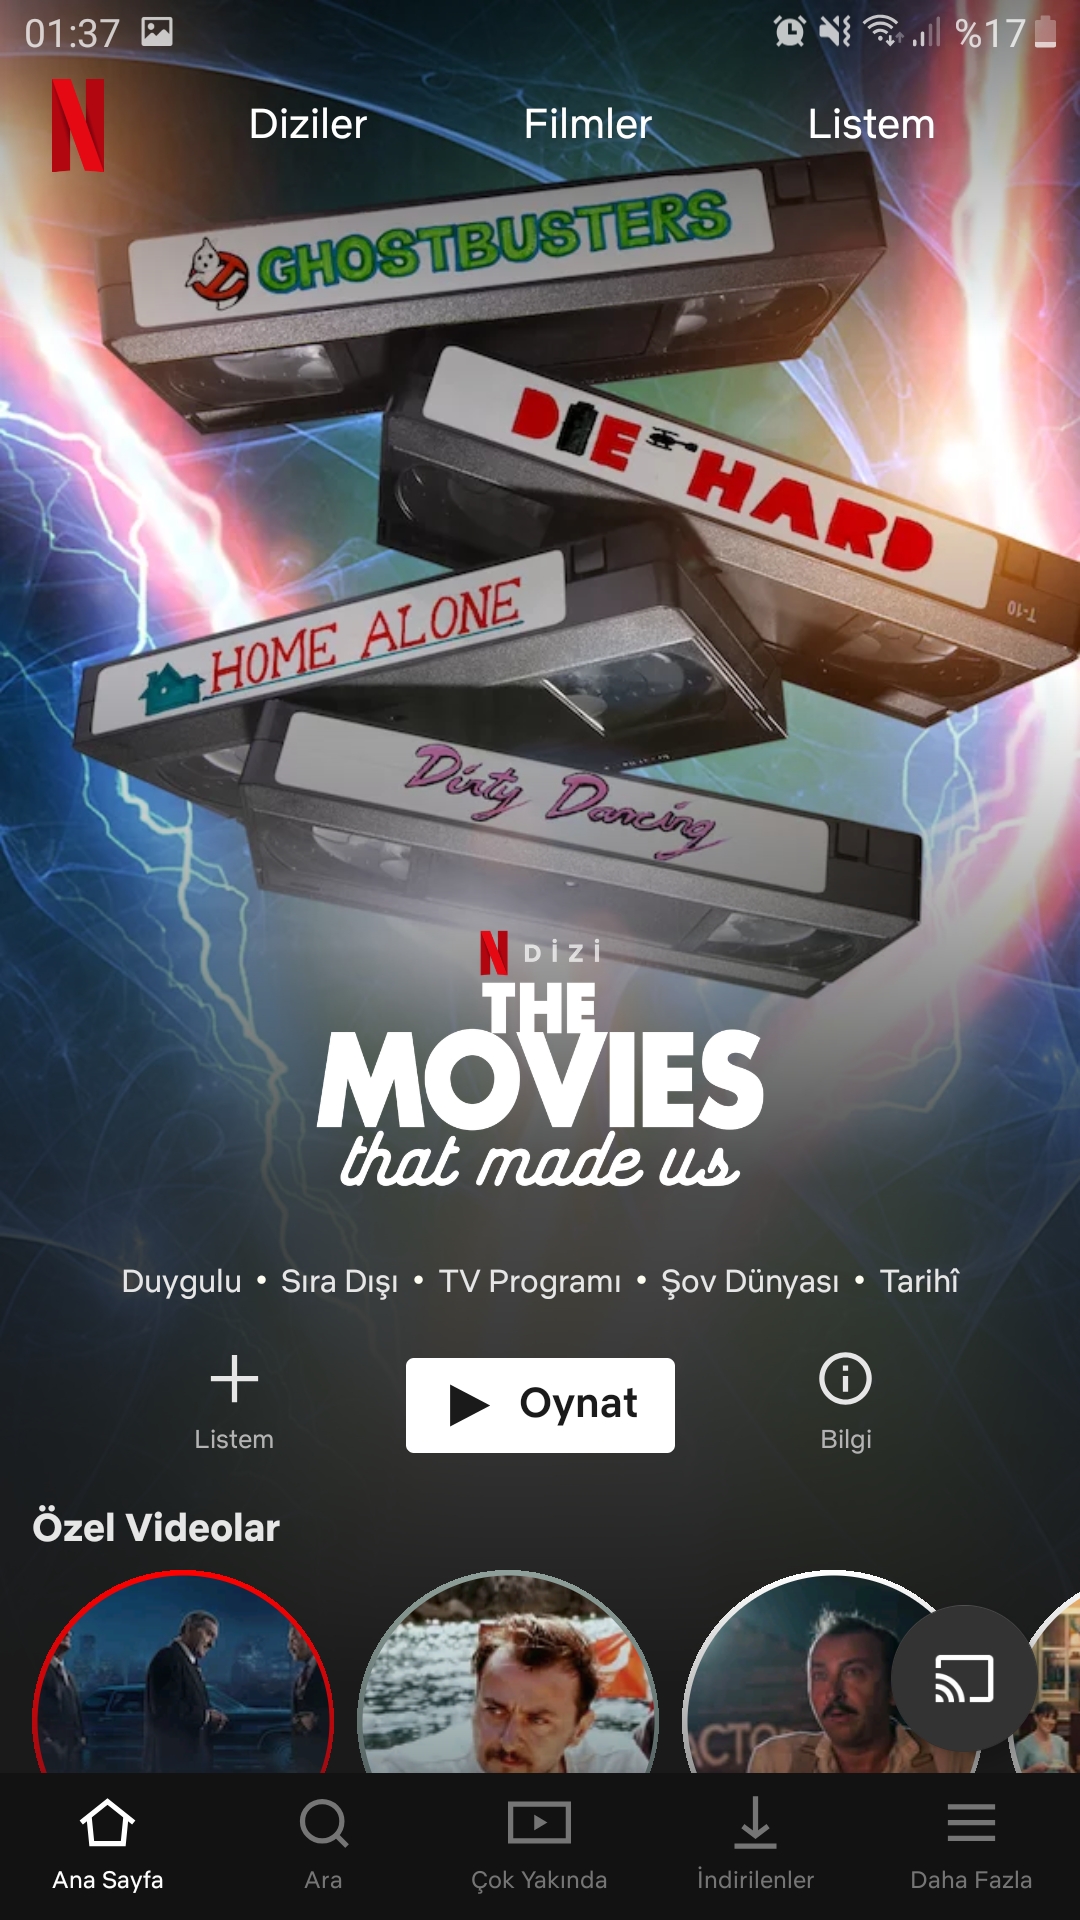 01:37 %17
Diziler Filmler Listem
GHOSTBUSTERS
DIE HARD
T-10
HOME ALONE
Dirty Dancing
N DİZİ
THE
MOVIES
that made us
Duygulu • Sıra Dışı • TV Programı • Şov Dünyası • Tarihî
Listem Oynat Bilgi
Özel Videolar
ACTO
Ana Sayfa Ara Çok Yakında İndirilenler Daha Fazla